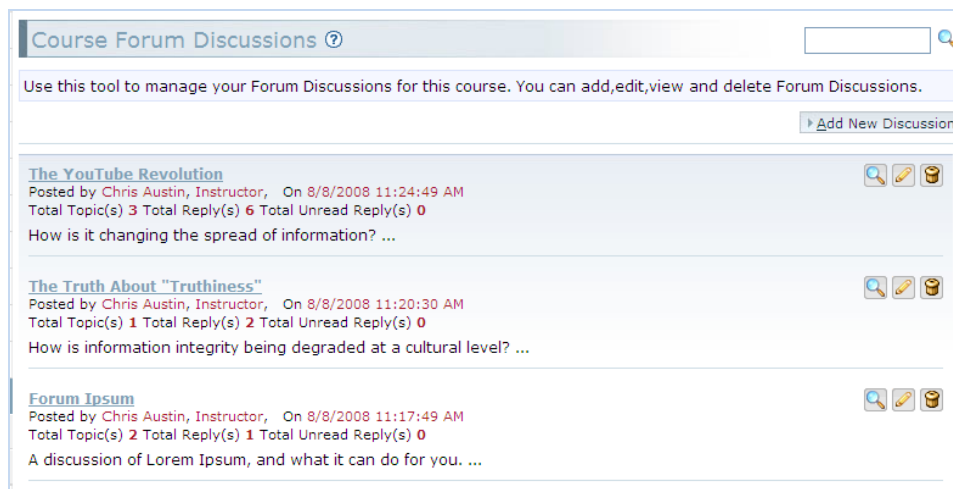 Course Forum Discussions ?
Use this tool to manage your Forum Discussions for this course. You can add,edit,view and delete Forum Discussions.
Add New Discussion
The YouTube Revolution
Posted by Chris Austin, Instructor, On 8/8/2008 11:24:49 AM
Total Topic(s) 3 Total Reply(s) 6 Total Unread Reply(s) 0
How is it changing the spread of information? ...
The Truth About "Truthiness"
Posted by Chris Austin, Instructor, On 8/8/2008 11:20:30 AM
Total Topic(s) 1 Total Reply(s) 2 Total Unread Reply(s) 0
How is information integrity being degraded at a cultural level? ...
Forum Ipsum
Posted by Chris Austin, Instructor, On 8/8/2008 11:17:49 AM
Total Topic(s) 2 Total Reply(s) 1 Total Unread Reply(s) 0
A discussion of Lorem Ipsum, and what it can do for you. ...